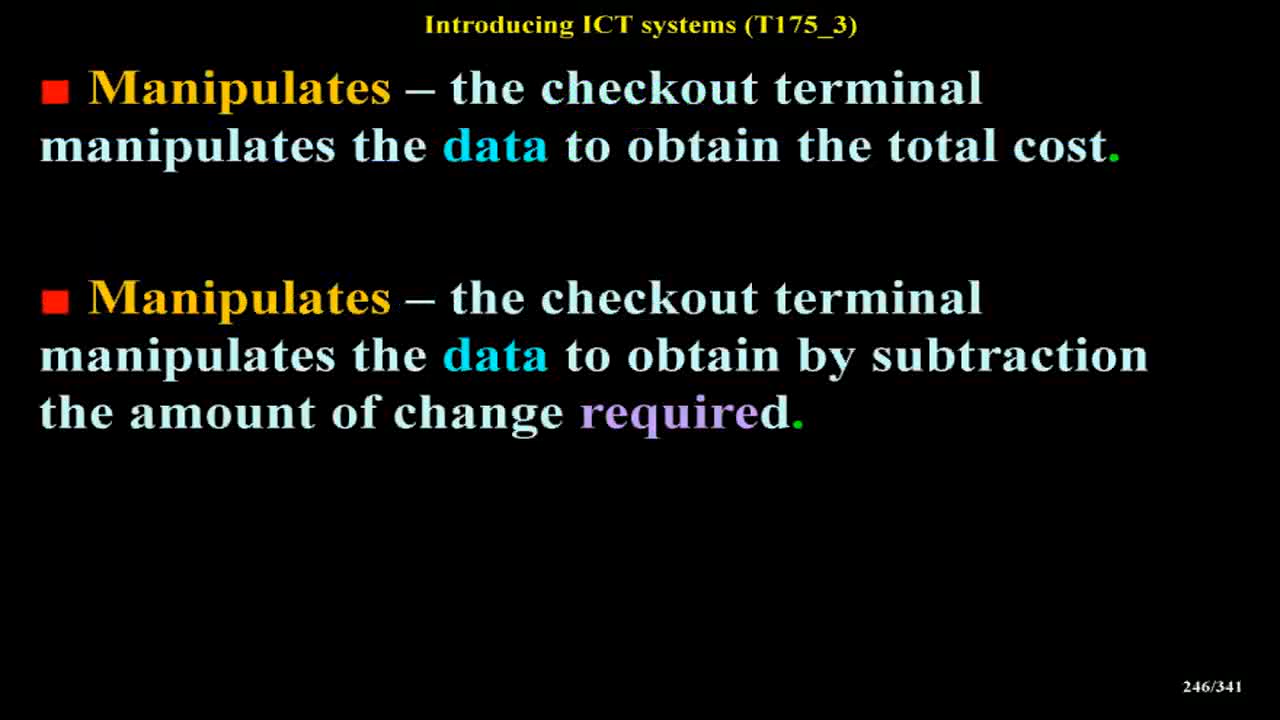 Introducing ICT systems (T175_3)
■ Manipulates – the checkout terminal
manipulates the data to obtain the total cost.
■ Manipulates – the checkout terminal
manipulates the data to obtain by subtraction
the amount of change required.
246/341